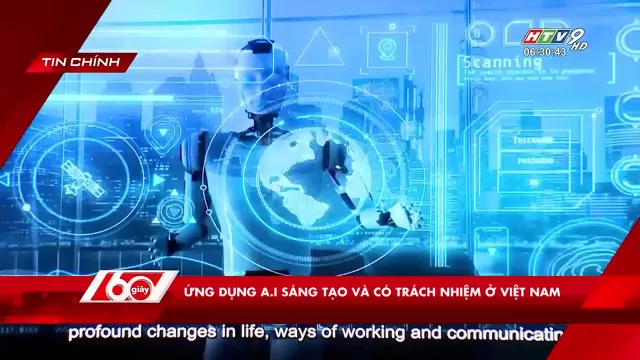 TIN CHÍNH
HTV9 HD
06:30:43
Scanning
60 giây
ỨNG DỤNG A.I SÁNG TẠO VÀ CÓ TRÁCH NHIỆM Ở VIỆT NAM
profound changes in life, ways of working and communicatin